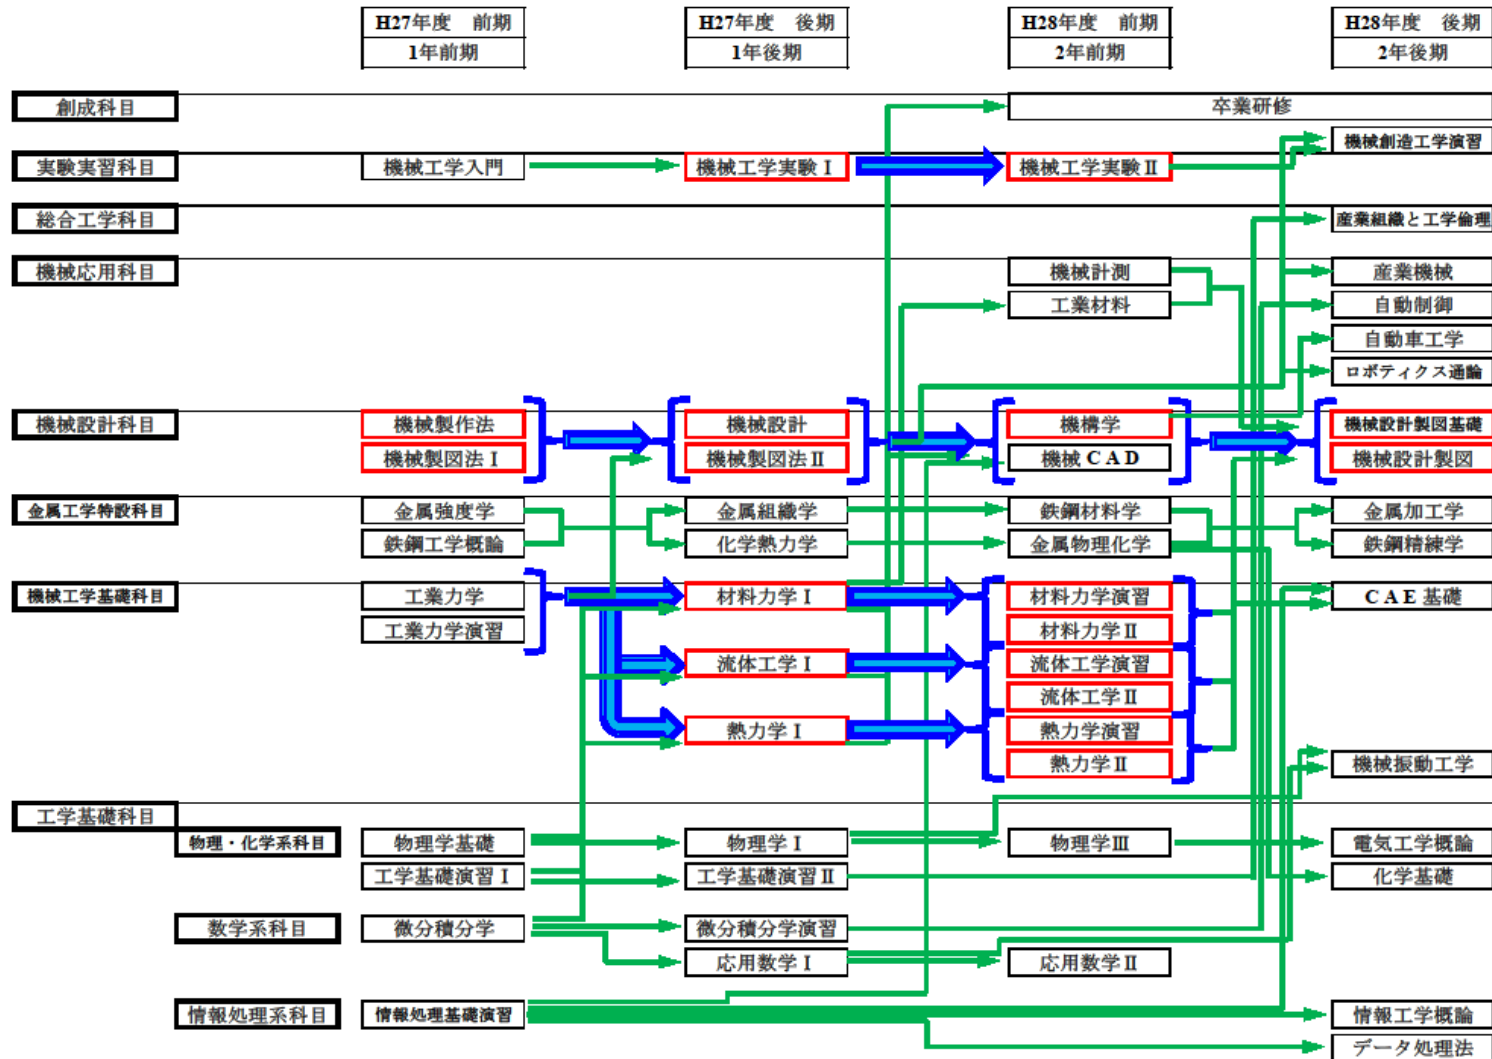 H27年度　前期
H27年度　後期
H28年度　前期
H28年度　後期
1年前期
1年後期
2年前期
2年後期
創成科目
卒業研修
機械創造工学演習
実験実習科目
機械工学入門
機械工学実験Ⅰ
機械工学実験Ⅱ
総合工学科目
産業組織と工学倫理
機械応用科目
機械計測
産業機械
工業材料
自動制御
自動車工学
ロボティクス通論
機械設計科目
機械製作法
機械設計
機構学
機械設計製図基礎
機械製図法Ⅰ
機械製図法Ⅱ
機械ＣＡＤ
機械設計製図
金属工学特設科目
金属強度学
金属組織学
鉄鋼材料学
金属加工学
鉄鋼工学概論
化学熱力学
金属物理化学
鉄鋼精練学
機械工学基礎科目
工業力学
材料力学Ⅰ
材料力学演習
ＣＡＥ基礎
工業力学演習
材料力学Ⅱ
流体工学Ⅰ
流体工学演習
流体工学Ⅱ
熱力学Ⅰ
熱力学演習
熱力学Ⅱ
機械振動工学
工学基礎科目
物理・化学系科目
物理学基礎
物理学Ⅰ
物理学Ⅲ
電気工学概論
工学基礎演習Ⅰ
工学基礎演習Ⅱ
化学基礎
数学系科目
微分積分学
微分積分学演習
応用数学Ⅰ
応用数学Ⅱ
情報処理系科目
情報処理基礎演習
情報工学概論
データ処理法